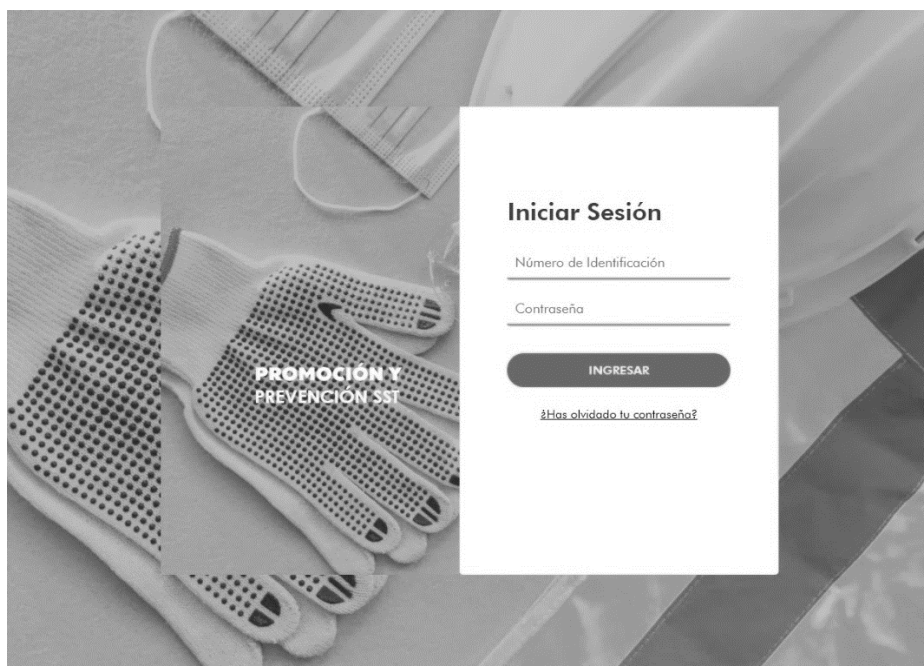 PROMOCIÓN Y
PREVENCIÓN SST
Iniciar Sesión
Número de Identificación
Contraseña
INGRESAR
¿Has olvidado tu contraseña?